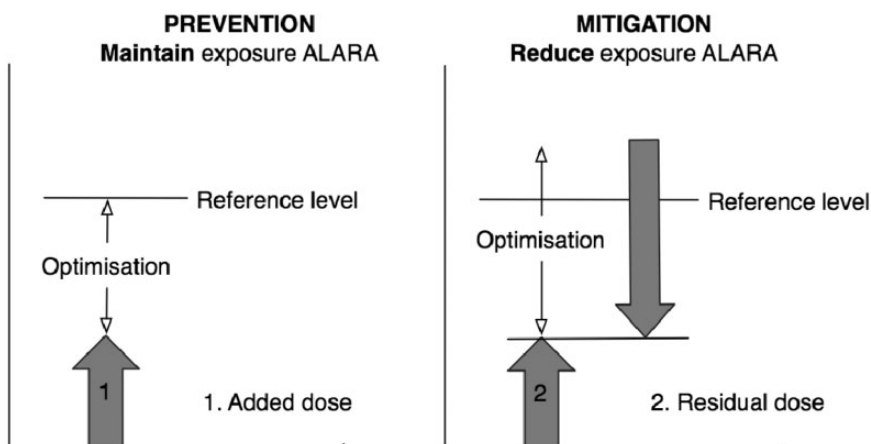 PREVENTION
Maintain exposure ALARA
Reference level
Optimisation
1
1. Added dose
MITIGATION
Reduce exposure ALARA
Reference level
Optimisation
2
2. Residual dose